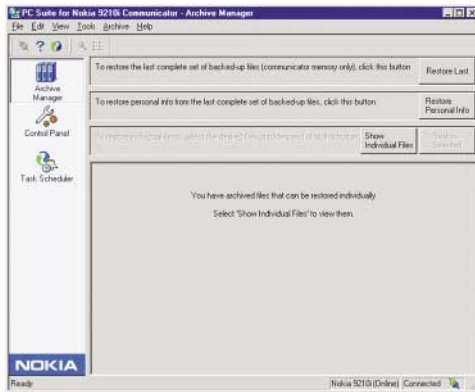 PC Suite for Nokia 9210i Communicator - Archive Manager
File Edit View Tools Archive Help
Archive Manager
Control Panel
Task Scheduler
To restore the last complete set of backed-up files (communicator memory only), click this button
Restore Last
To restore personal info from the last complete set of backed-up files, click this button
Restore Personal Info
Show Individual Files
Restore Selected
You have archived files that can be restored individually
Select 'Show Individual Files' to view them.
NOKIA
Ready
Nokia 9210i (Online)
Connected